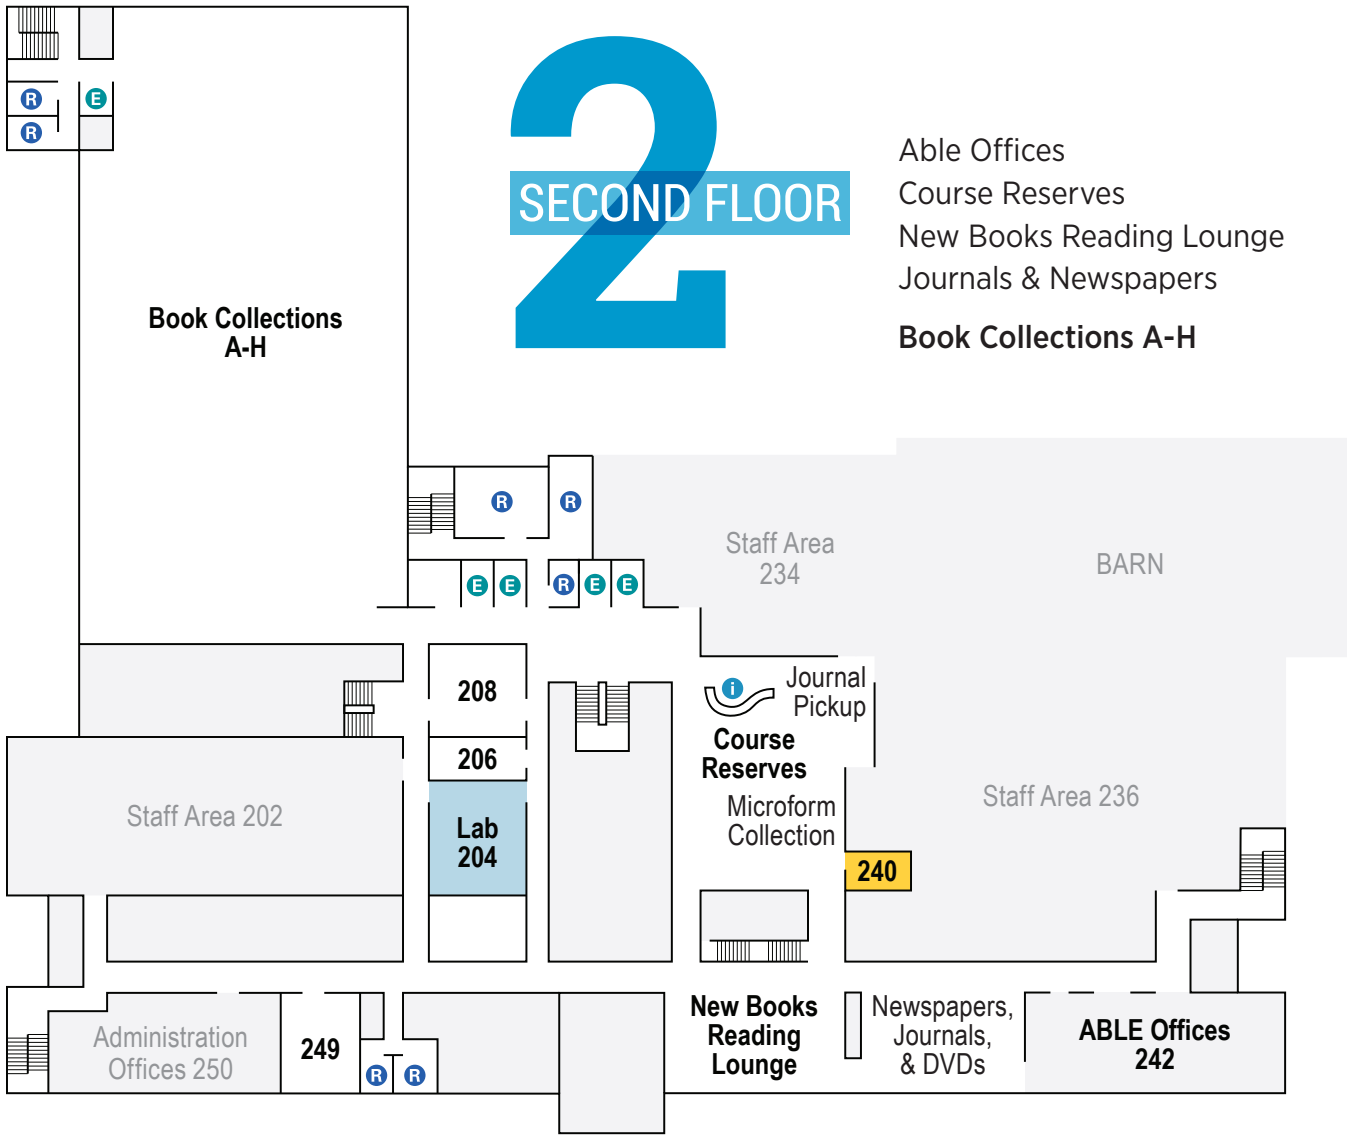 2
SECOND FLOOR
Able Offices
Course Reserves
New Books Reading Lounge
Journals & Newspapers
Book Collections A-H
R
E
R
Book Collections
A-H
R
R
Staff Area
234
BARN
E
E
R
E
E
208
i
Journal
Pickup
Course
Reserves
206
Staff Area 202
Lab
204
Microform
Collection
Staff Area 236
240
Administration
Offices 250
249
R
R
New Books
Reading
Lounge
Newspapers,
Journals,
& DVDs
ABLE Offices
242